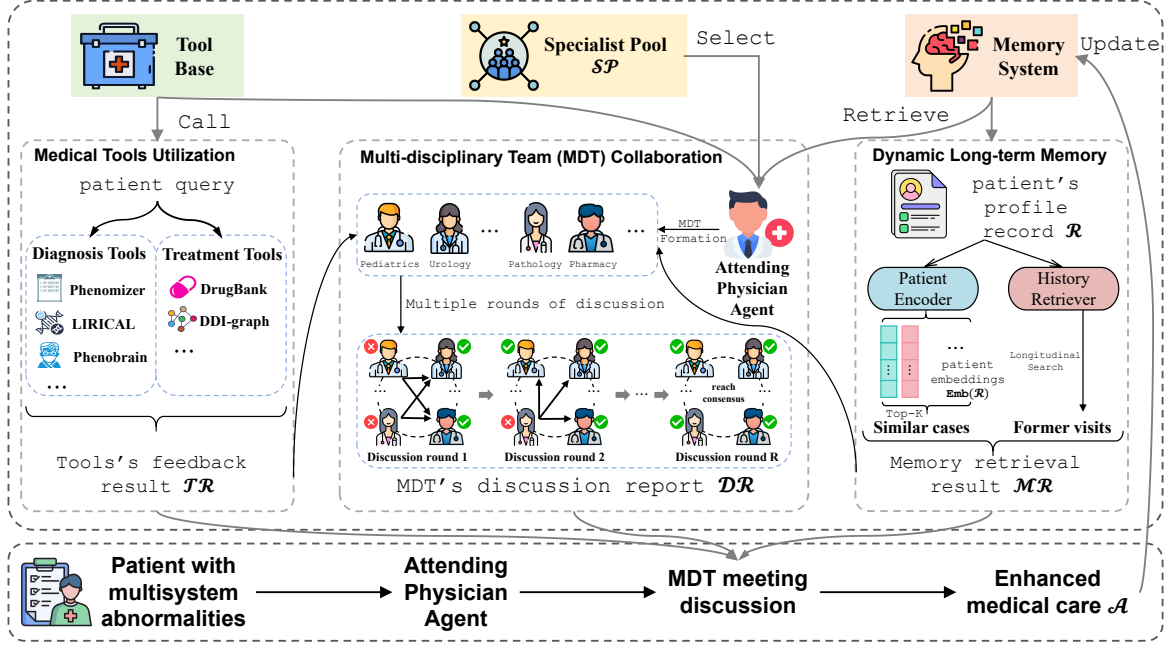 Tool
Base
Specialist Pool
𝒮𝒫
Select
Memory
System
Update
Call
Retrieve
Medical Tools Utilization
patient query
Diagnosis Tools
Phenomizer
LIRICAL
Phenobrain
...
Treatment Tools
DrugBank
DDI-graph
...
Tools's feedback
result 𝒯ℛ
Multi-disciplinary Team (MDT) Collaboration
... ...
Pediatrics Urology Pathology Pharmacy
MDT
Formation
Attending
Physician
Agent
Multiple rounds of discussion
reach
consensus
...
Discussion round 1 Discussion round 2 Discussion round R
MDT's discussion report 𝒟ℛ
Dynamic Long-term Memory
patient's
profile
record ℛ
Patient
Encoder
History
Retriever
...
patient
embeddings
Emb(ℛ)
Longitudinal
Search
Top-K
Similar cases Former visits
Memory retrieval
result ℳℛ
Patient with
multisystem
abnormalities
Attending
Physician
Agent
MDT meeting
discussion
Enhanced
medical care 𝒜